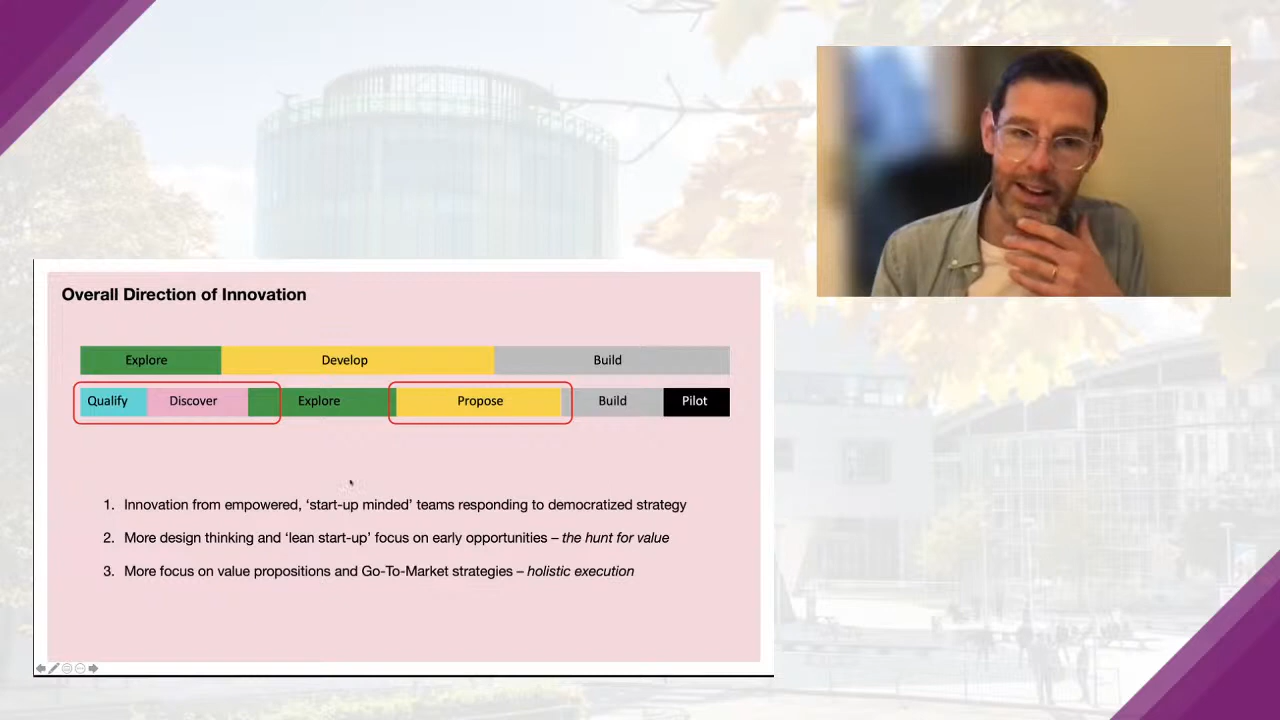 Overall Direction of Innovation
Explore Develop Build
Qualify Discover Explore Propose Build Pilot
1. Innovation from empowered, ‘start-up minded’ teams responding to democratized strategy
2. More design thinking and ‘lean start-up’ focus on early opportunities – the hunt for value
3. More focus on value propositions and Go-To-Market strategies – holistic execution